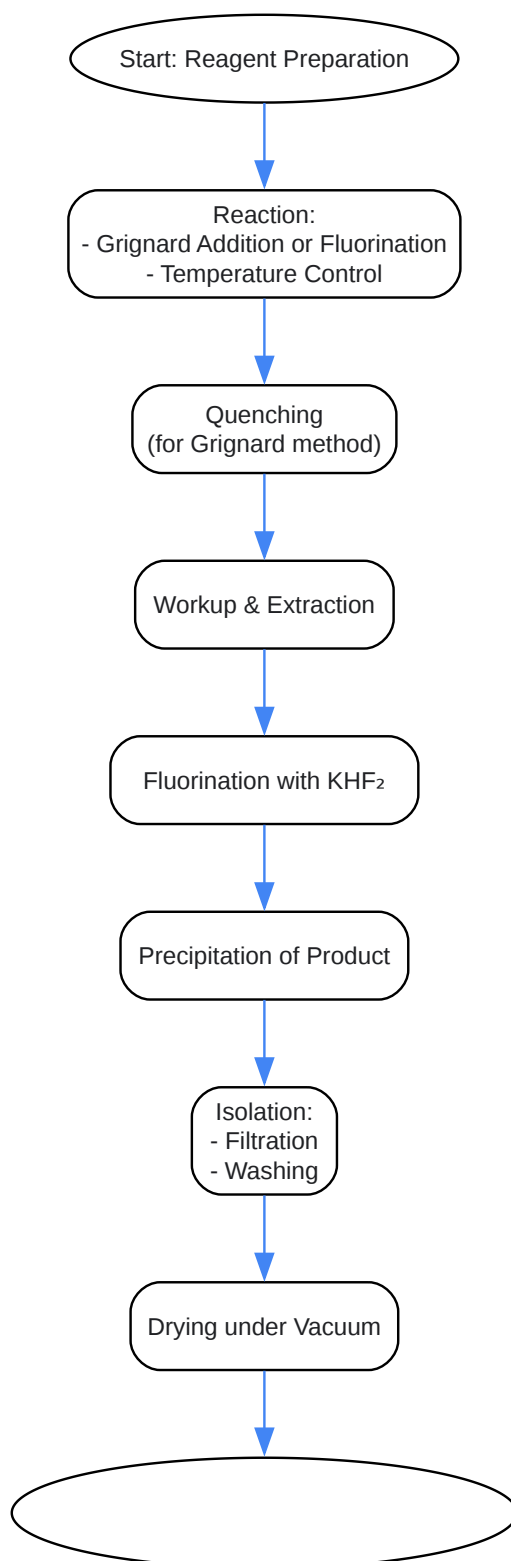 Start: Reagent Preparation
Reaction:
- Grignard Addition or Fluorination
- Temperature Control
Quenching
(for Grignard method)
Workup & Extraction
Fluorination with KHF₂
Precipitation of Product
Isolation:
- Filtration
- Washing
Drying under Vacuum